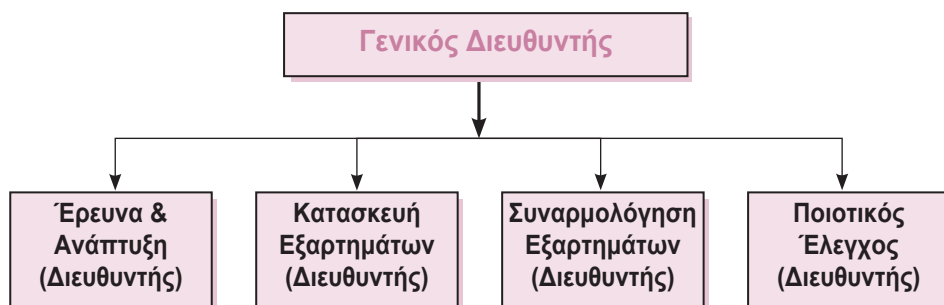 Γενικός Διευθυντής
Έρευνα &
Ανάπτυξη
(Διευθυντής)
Κατασκευή
Εξαρτημάτων
(Διευθυντής)
Συναρμολόγηση
Εξαρτημάτων
(Διευθυντής)
Ποιοτικός
Έλεγχος
(Διευθυντής)